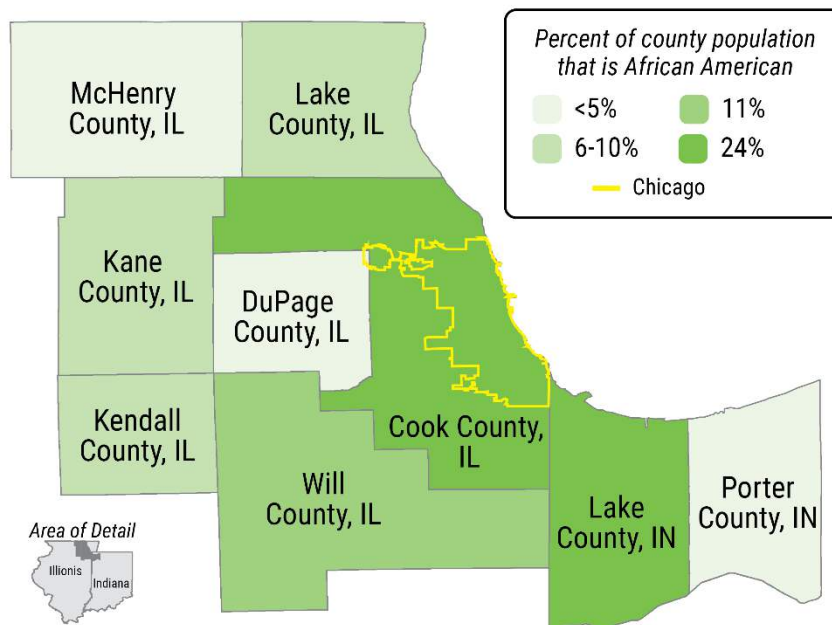 Percent of county population
that is African American
<5%
11%
6-10%
24%
Chicago
McHenry
County, IL
Lake
County, IL
Kane
County, IL
DuPage
County, IL
Kendall
County, IL
Cook County,
IL
Will
County, IL
Lake
County, IN
Porter
County, IN
Area of Detail
Illionis
Indiana